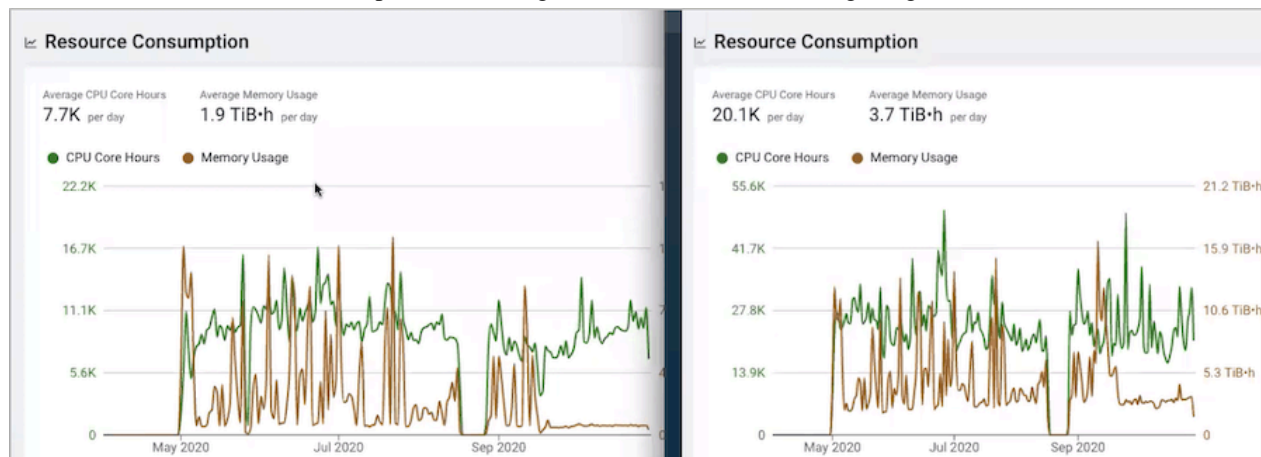 Resource Consumption
Average CPU Core Hours Average Memory Usage
7.7K per day 1.9 TiB•h per day
CPU Core Hours Memory Usage
22.2K
16.7K
11.1K
5.6K
0
May 2020 Jul 2020 Sep 2020
Resource Consumption
Average CPU Core Hours Average Memory Usage
20.1K per day 3.7 TiB•h per day
CPU Core Hours Memory Usage
55.6K 21.2 TiB•h
41.7K 15.9 TiB•h
27.8K 10.6 TiB•h
13.9K 5.3 TiB•h
0 0
May 2020 Jul 2020 Sep 2020